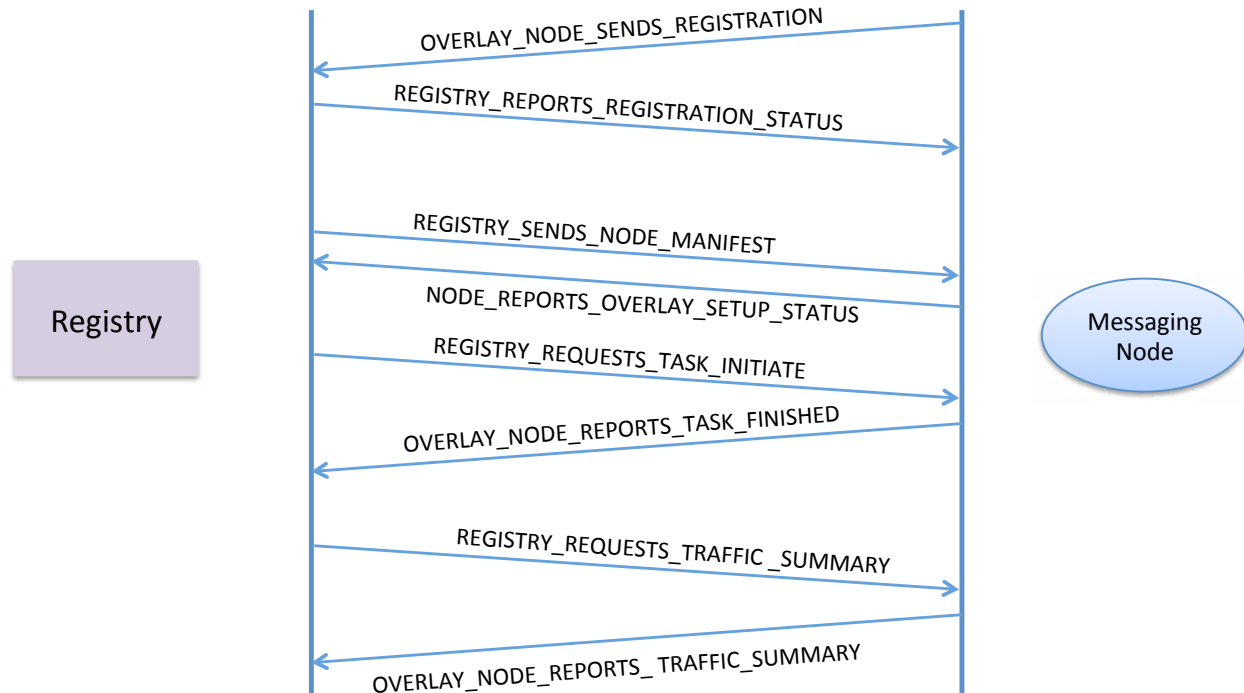 OVERLAY_NODE_SENDS_REGISTRATION
REGISTRY_REPORTS_REGISTRATION_STATUS
REGISTRY_SENDS_NODE_MANIFEST
NODE_REPORTS_OVERLAY_SETUP_STATUS
Registry
Messaging
Node
REGISTRY_REQUESTS_TASK_INITIATE
OVERLAY_NODE_REPORTS_TASK_FINISHED
REGISTRY_REQUESTS_TRAFFIC _SUMMARY
OVERLAY_NODE_REPORTS_ TRAFFIC_SUMMARY